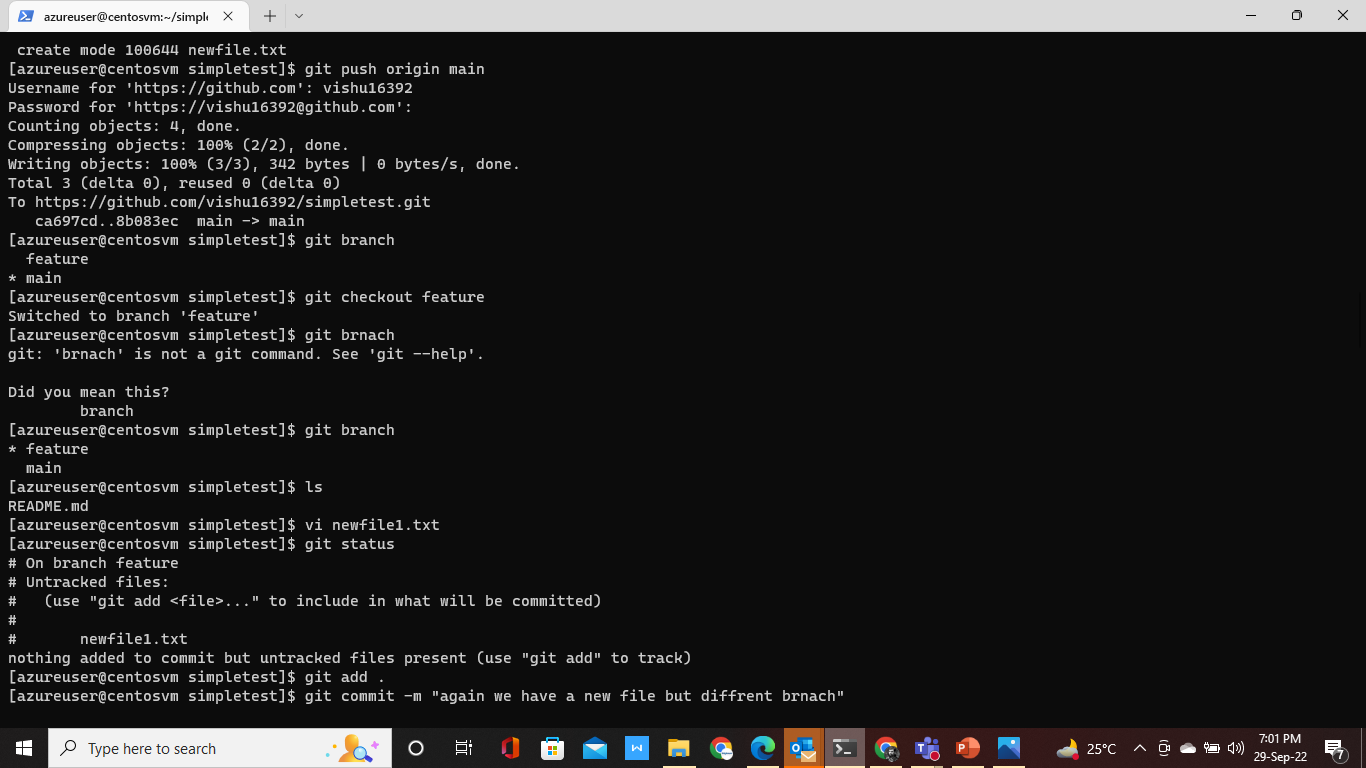 azureuser@centosvm:~/simple
create mode 100644 newfile.txt
[azureuser@centosvm simpletest]$ git push origin main
Username for 'https://github.com': vishu16392
Password for 'https://vishu16392@github.com':
Counting objects: 4, done.
Compressing objects: 100% (2/2), done.
Writing objects: 100% (3/3), 342 bytes | 0 bytes/s, done.
Total 3 (delta 0), reused 0 (delta 0)
To https://github.com/vishu16392/simpletest.git
   ca697cd..8b083ec  main -> main
[azureuser@centosvm simpletest]$ git branch
  feature
* main
[azureuser@centosvm simpletest]$ git checkout feature
Switched to branch 'feature'
[azureuser@centosvm simpletest]$ git brnach
git: 'brnach' is not a git command. See 'git --help'.
Did you mean this?
        branch
[azureuser@centosvm simpletest]$ git branch
* feature
  main
[azureuser@centosvm simpletest]$ ls
README.md
[azureuser@centosvm simpletest]$ vi newfile1.txt
[azureuser@centosvm simpletest]$ git status
# On branch feature
# Untracked files:
#   (use "git add <file>..." to include in what will be committed)
#
#       newfile1.txt
nothing added to commit but untracked files present (use "git add" to track)
[azureuser@centosvm simpletest]$ git add .
[azureuser@centosvm simpletest]$ git commit -m "again we have a new file but diffrent brnach"
Type here to search
25°C
7:01 PM
29-Sep-22
7